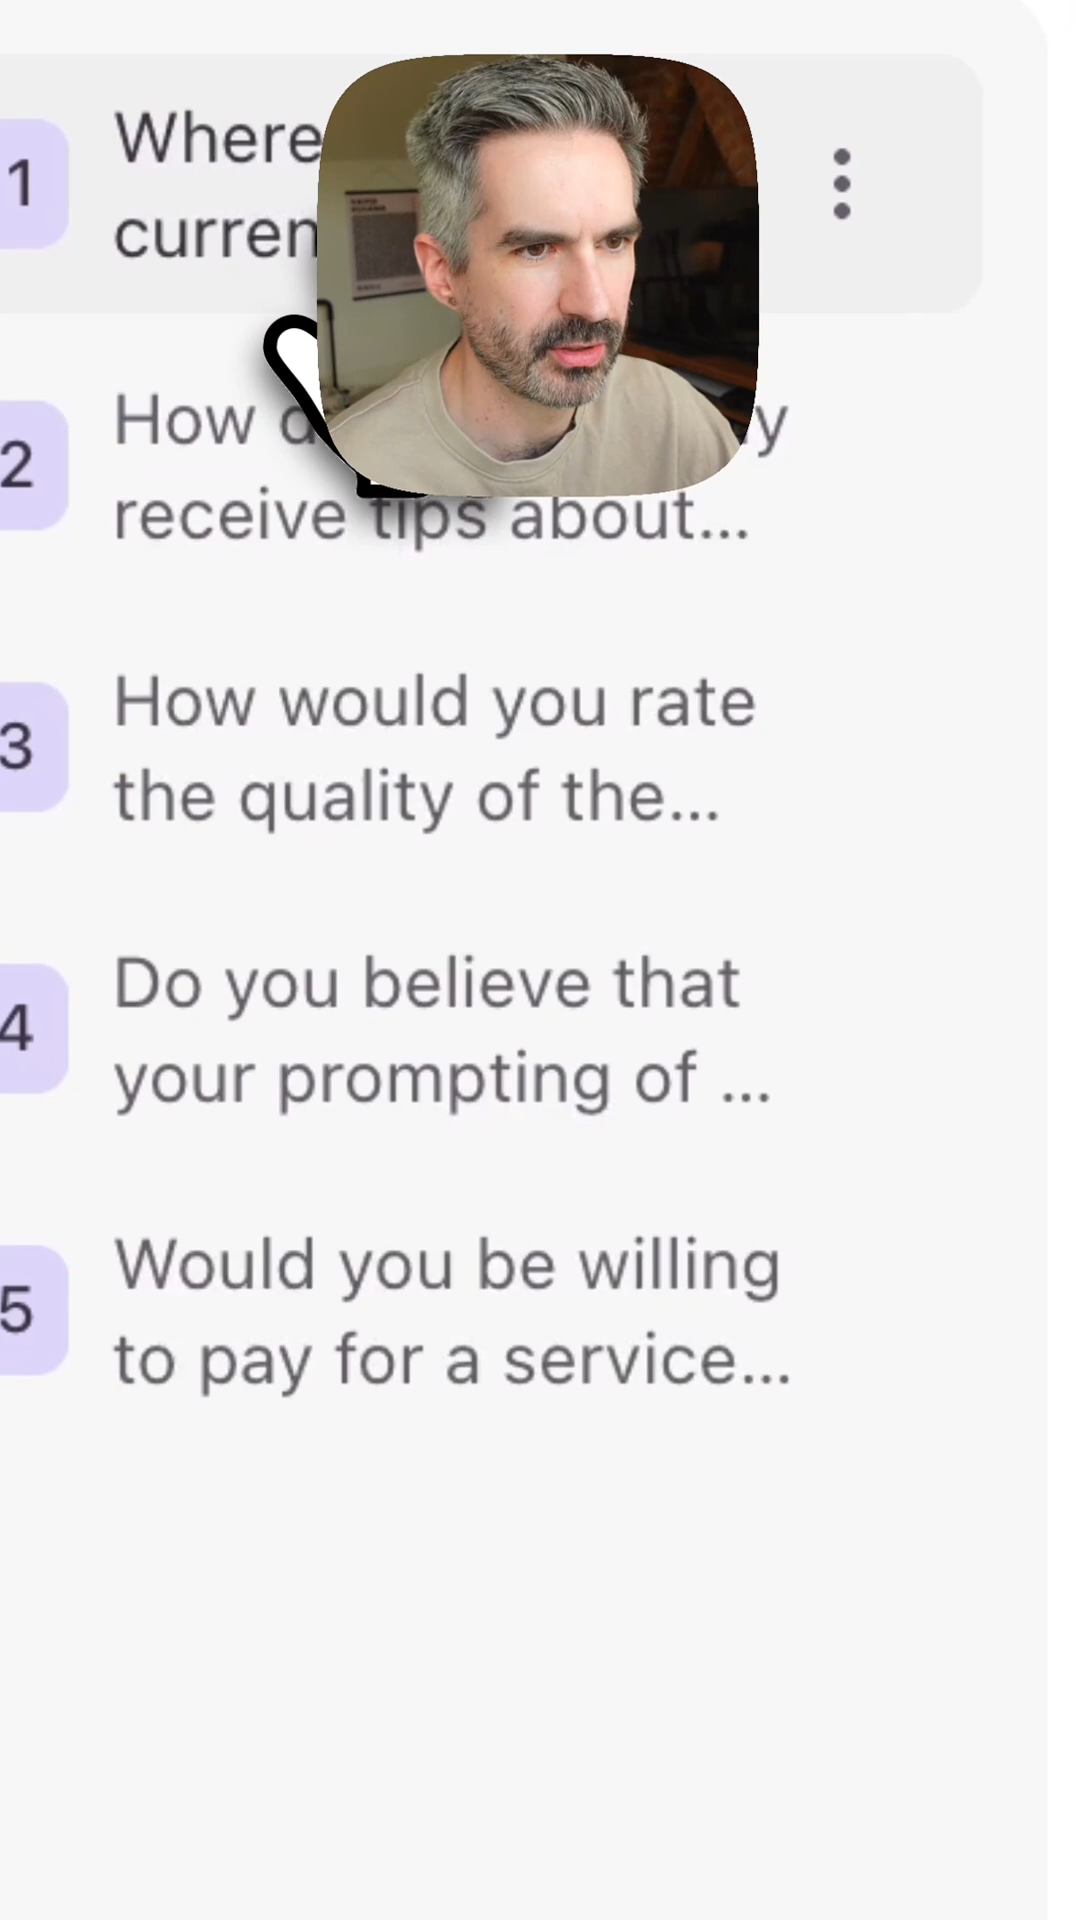 1
Where
curren
2
How d
y
receive tips about...
3
How would you rate
the quality of the...
4
Do you believe that
your prompting of ...
5
Would you be willing
to pay for a service...